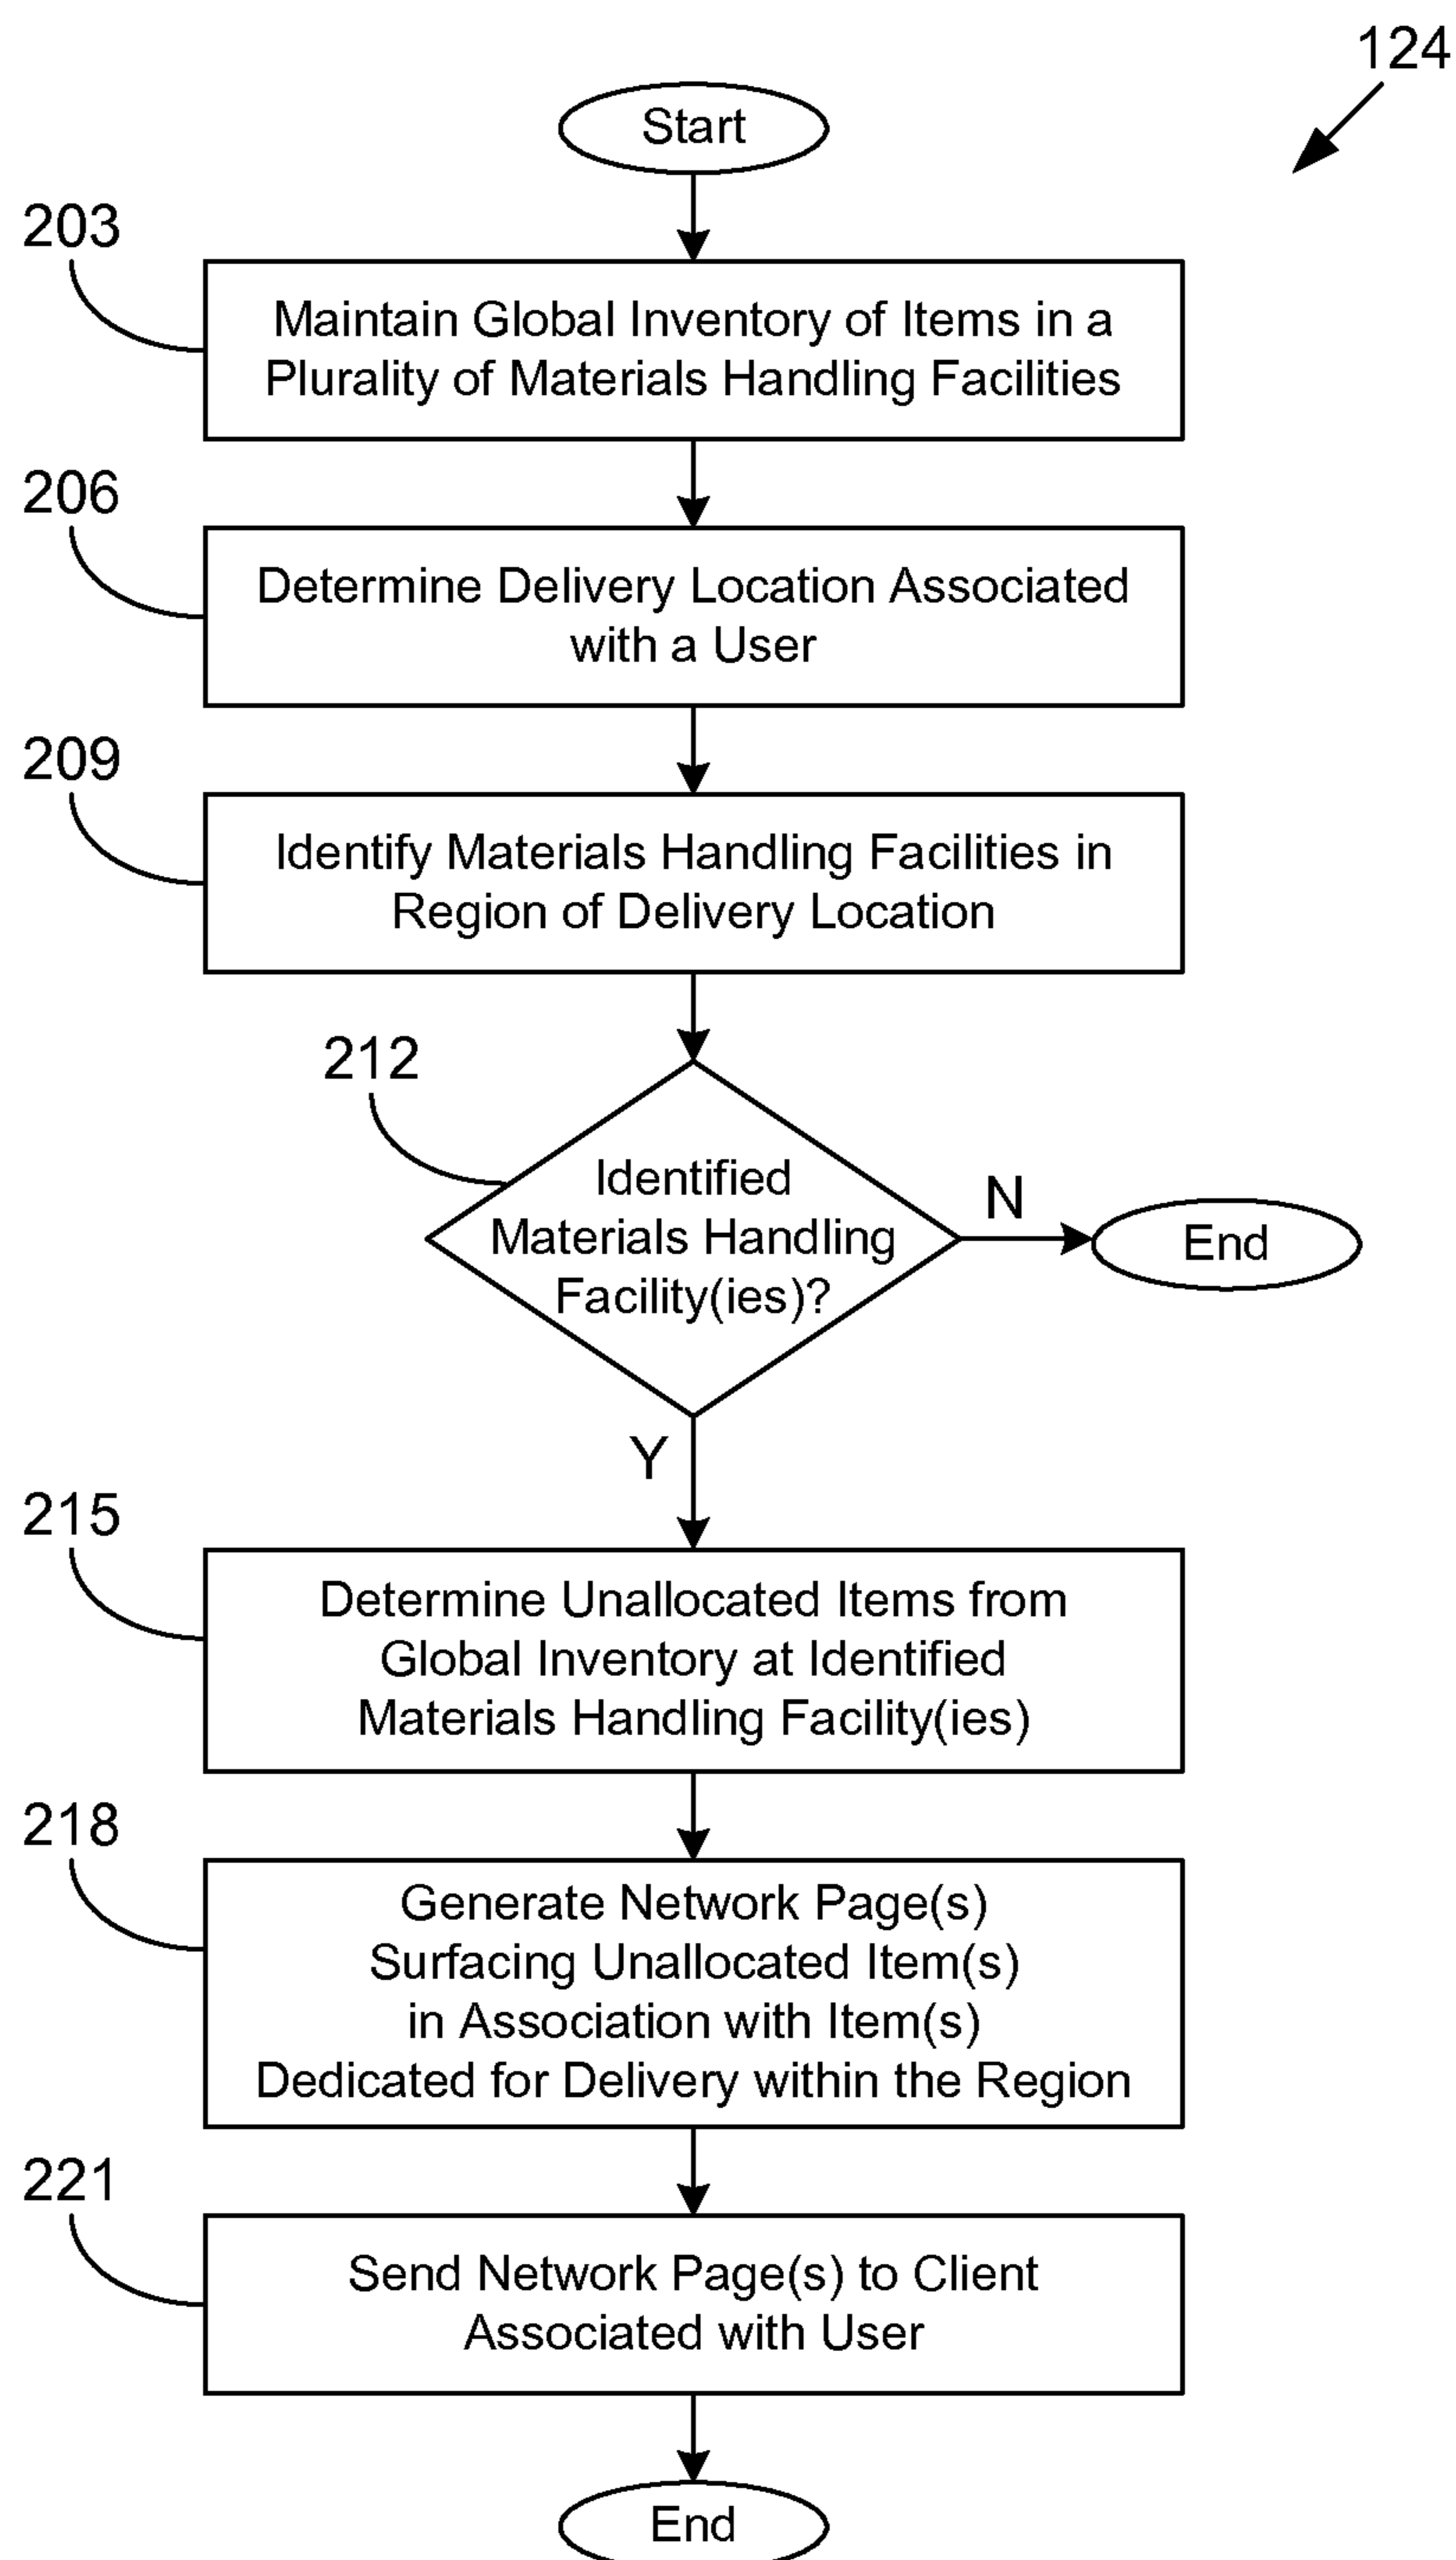 124
Start
203
Maintain Global Inventory of Items in a
Plurality of Materials Handling Facilities
206
Determine Delivery Location Associated
with a User
209
Identify Materials Handling Facilities in
Region of Delivery Location
212
Identified
Materials Handling
Facility(ies)?
N
End
Y
215
Determine Unallocated Items from
Global Inventory at Identified
Materials Handling Facility(ies)
218
Generate Network Page(s)
Surfacing Unallocated Item(s)
in Association with Item(s)
Dedicated for Delivery within the Region
221
Send Network Page(s) to Client
Associated with User
End